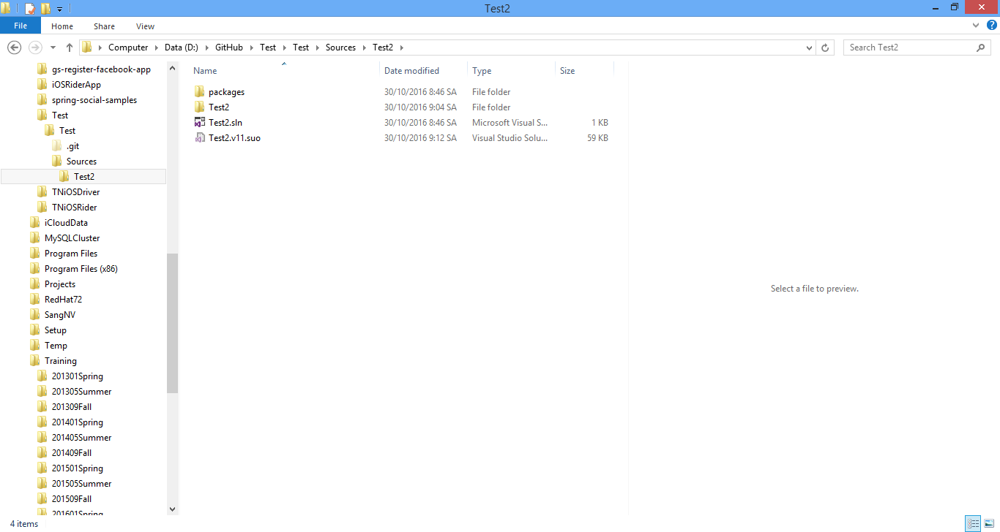 Test2
File Home Share View
Computer Data (D:) GitHub Test Test Sources Test2 Search Test2
gs-register-facebook-app
iOSRiderApp
spring-social-samples
Test
Test
.git
Sources
Test2
TNiOSDriver
TNiOSRider
iCloudData
MySQLCluster
Program Files
Program Files (x86)
Projects
RedHat72
SangNV
Setup
Temp
Training
201301Spring
201305Summer
201309Fall
201401Spring
201405Summer
201409Fall
201501Spring
201505Summer
201509Fall
201601Spring
Name Date modified Type Size
packages 30/10/2016 8:46 SA File folder
Test2 30/10/2016 9:04 SA File folder
Test2.sln 30/10/2016 8:46 SA Microsoft Visual S... 1 KB
Test2.v11.suo 30/10/2016 9:12 SA Visual Studio Solu... 59 KB
Select a file to preview.
4 items